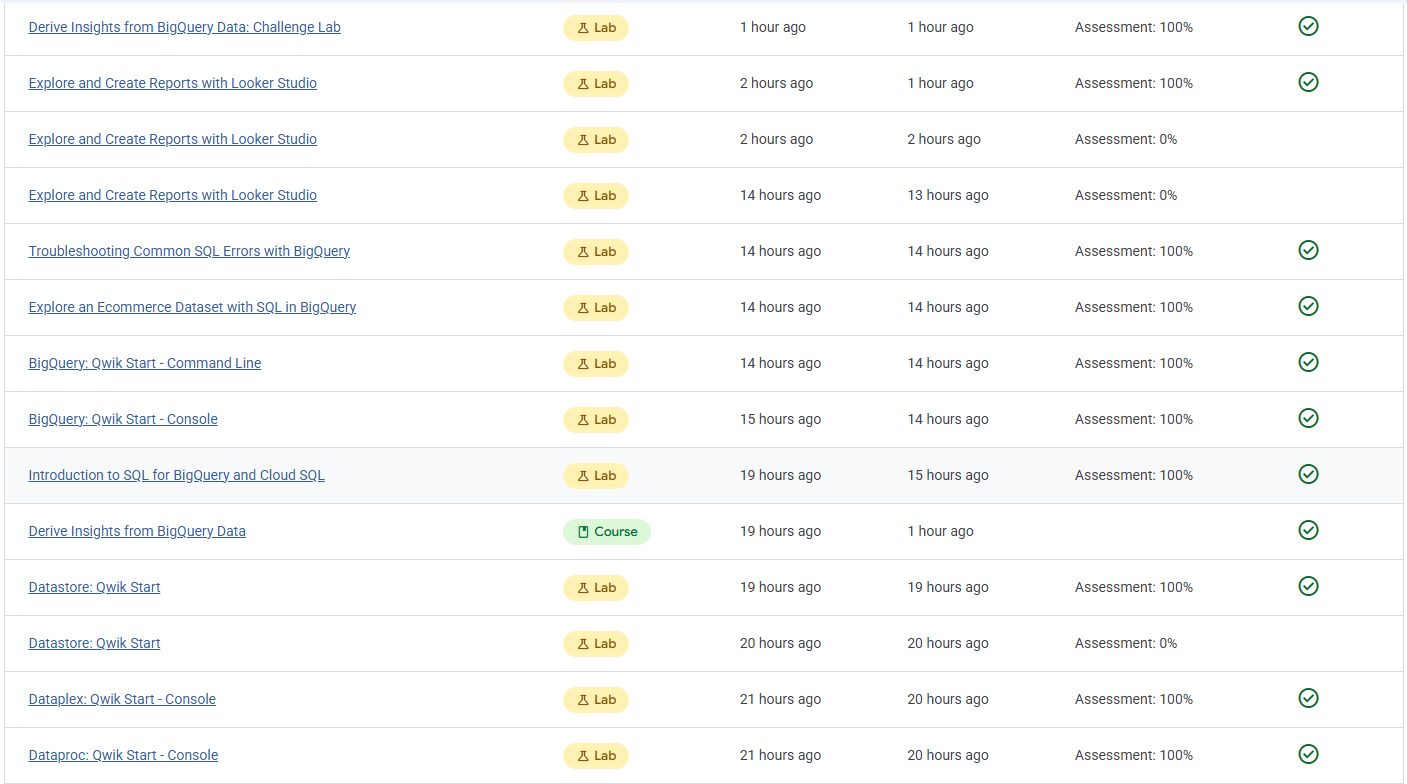 Derive Insights from BigQuery Data: Challenge Lab Lab 1 hour ago 1 hour ago Assessment: 100%
Explore and Create Reports with Looker Studio Lab 2 hours ago 1 hour ago Assessment: 100%
Explore and Create Reports with Looker Studio Lab 2 hours ago 2 hours ago Assessment: 0%
Explore and Create Reports with Looker Studio Lab 14 hours ago 13 hours ago Assessment: 0%
Troubleshooting Common SQL Errors with BigQuery Lab 14 hours ago 14 hours ago Assessment: 100%
Explore an Ecommerce Dataset with SQL in BigQuery Lab 14 hours ago 14 hours ago Assessment: 100%
BigQuery: Qwik Start - Command Line Lab 14 hours ago 14 hours ago Assessment: 100%
BigQuery: Qwik Start - Console Lab 15 hours ago 14 hours ago Assessment: 100%
Introduction to SQL for BigQuery and Cloud SQL Lab 19 hours ago 15 hours ago Assessment: 100%
Derive Insights from BigQuery Data Course 19 hours ago 1 hour ago
Datastore: Qwik Start Lab 19 hours ago 19 hours ago Assessment: 100%
Datastore: Qwik Start Lab 20 hours ago 20 hours ago Assessment: 0%
Dataplex: Qwik Start - Console Lab 21 hours ago 20 hours ago Assessment: 100%
Dataproc: Qwik Start - Console Lab 21 hours ago 20 hours ago Assessment: 100%